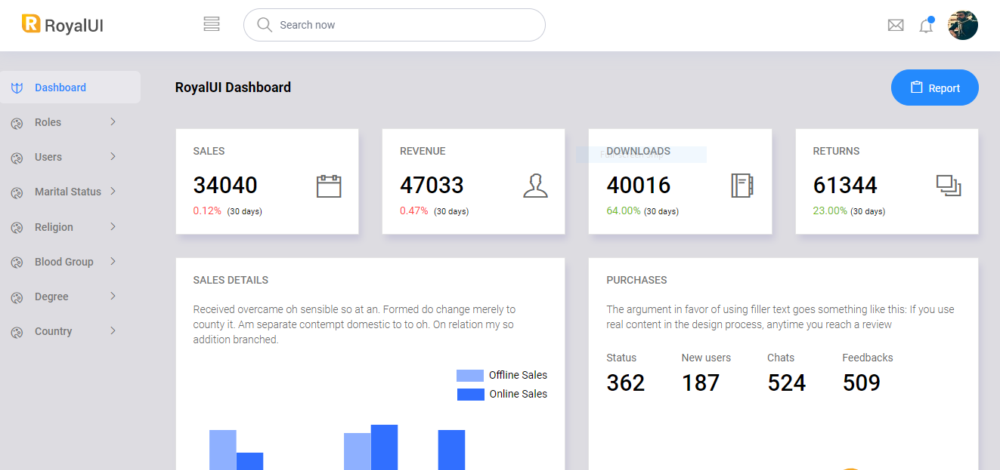 R RoyalUI
Search now
Dashboard
Roles
Users
Marital Status
Religion
Blood Group
Degree
Country
RoyalUI Dashboard
Report
SALES
34040
0.12% (30 days)
REVENUE
47033
0.47% (30 days)
DOWNLOADS
40016
64.00% (30 days)
RETURNS
61344
23.00% (30 days)
SALES DETAILS
Received overcame oh sensible so at an. Formed do change merely to
county it. Am separate contempt domestic to to oh. On relation my so
addition branched.
Offline Sales
Online Sales
PURCHASES
The argument in favor of using filler text goes something like this: If you use
real content in the design process, anytime you reach a review
Status
362
New users
187
Chats
524
Feedbacks
509